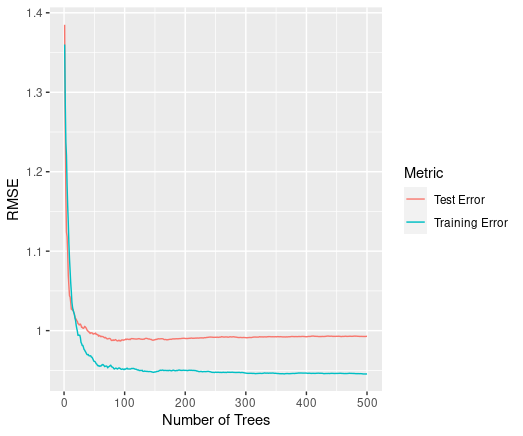 1.4
1.3
1.2
1.1
1
RMSE
0
100
200
300
400
500
Number of Trees
Metric
Test Error
Training Error